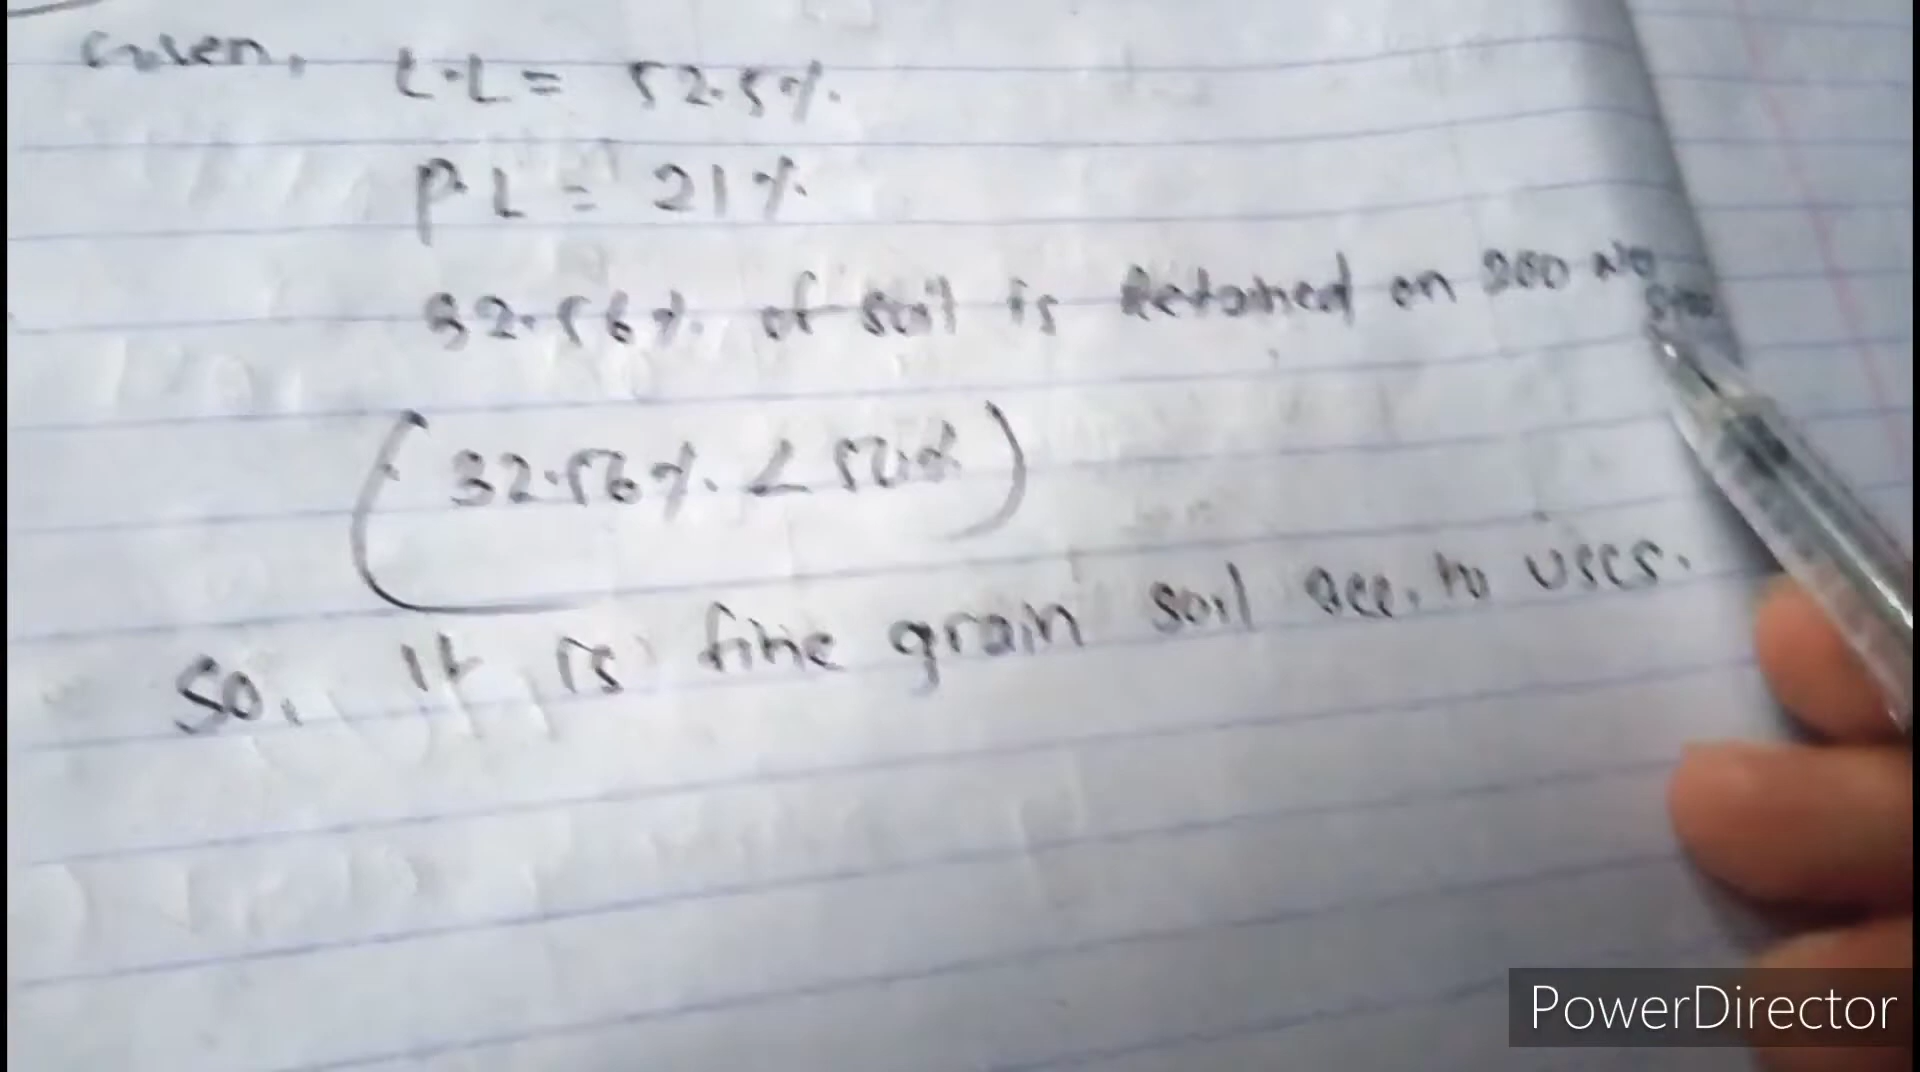 Given, L.L = 52.5%.
P.L = 21%.
32.56%. of soil is Retained on 200 no
(32.56%. < 50%)
So, It is fine grain soil acc. to USCS.
PowerDirector